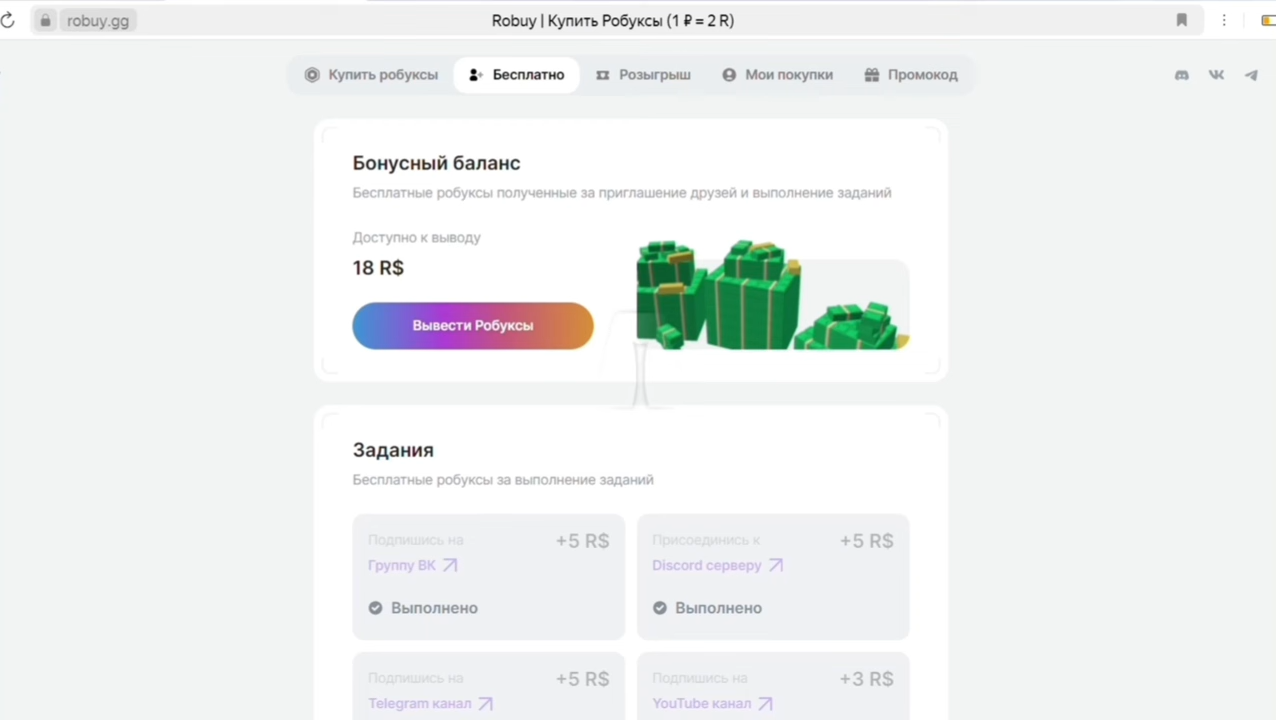 robuy.gg
Robuy | Купить Робуксы (1 ₽ = 2 R)
Купить робуксы
Бесплатно
Розыгрыш
Мои покупки
Промокод
Бонусный баланс
Бесплатные робуксы полученные за приглашение друзей и выполнение заданий
Доступно к выводу
18 R$
Вывести Робуксы
Задания
Бесплатные робуксы за выполнение заданий
Подпишись на
+5 R$
Группу ВК
Выполнено
Присоединись к
+5 R$
Discord серверу
Выполнено
Подпишись на
+5 R$
Telegram канал
Подпишись на
+3 R$
YouTube канал